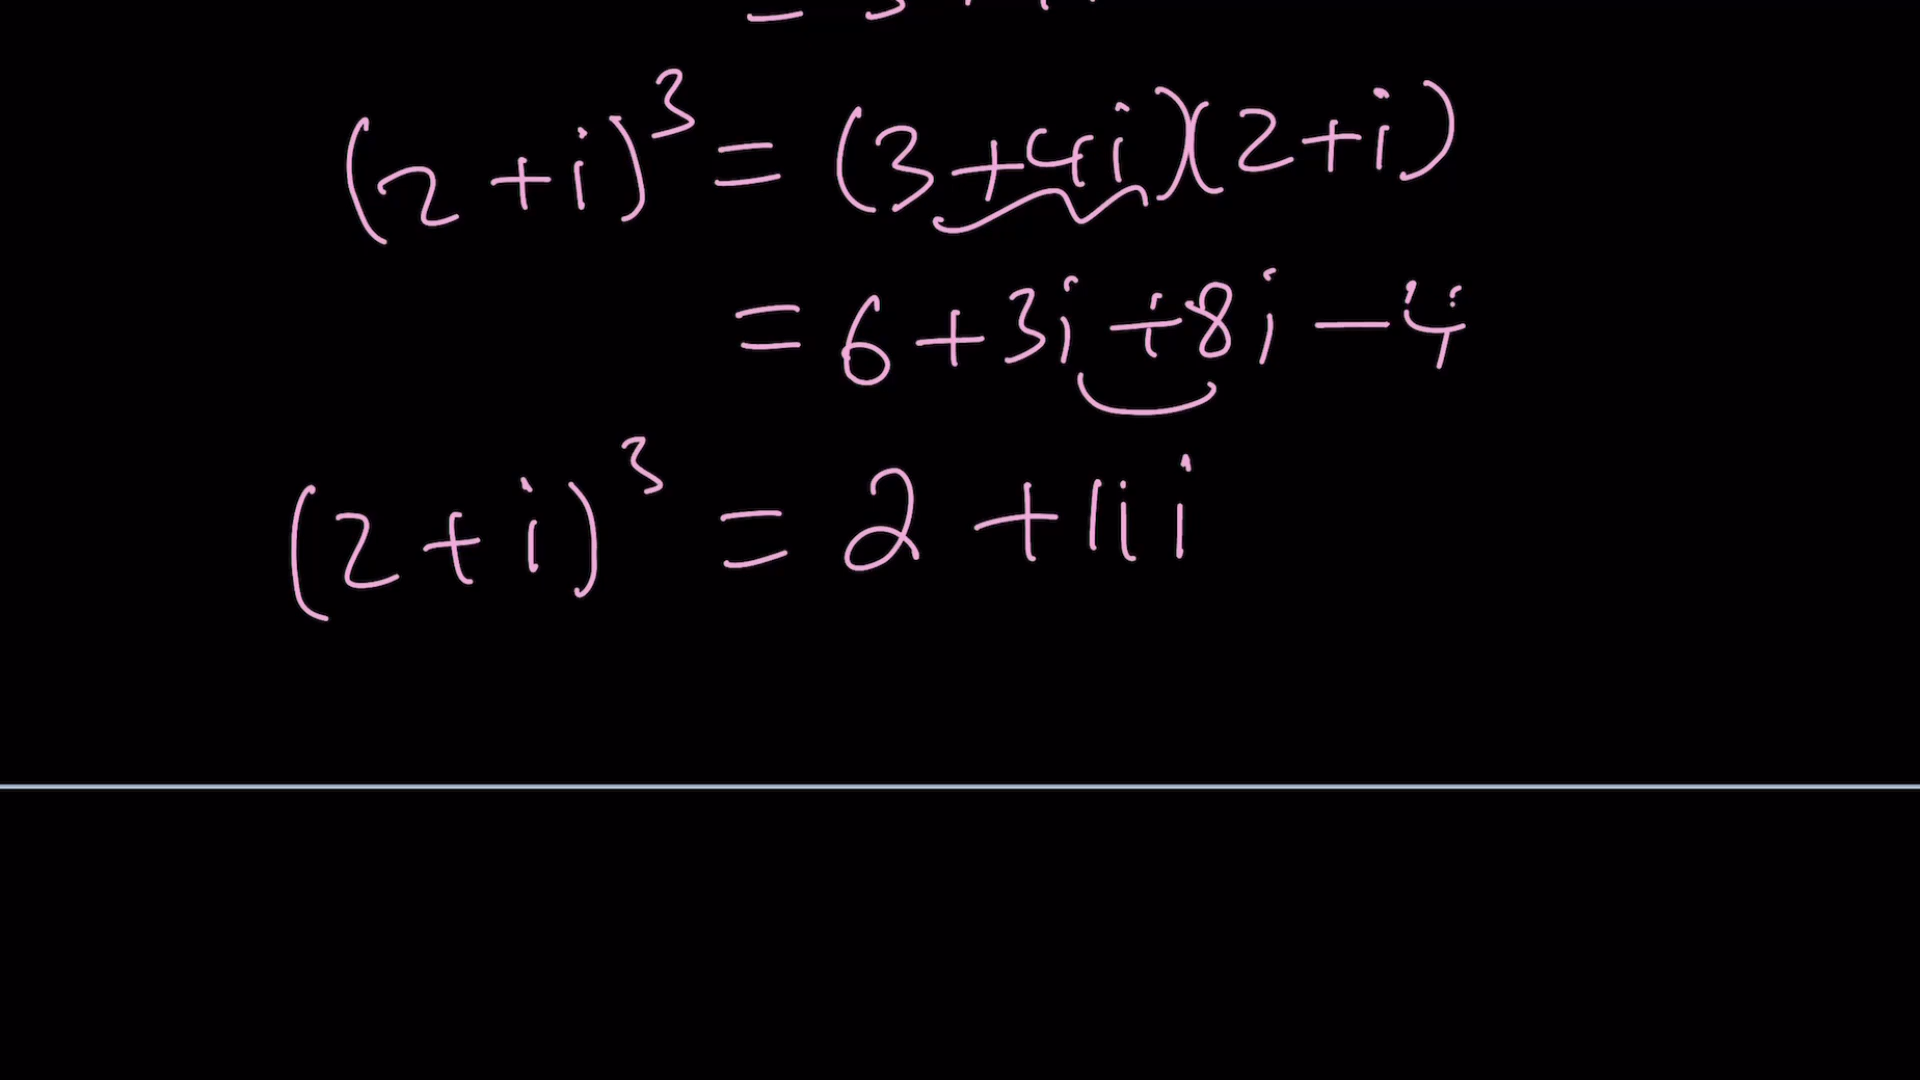 (2+i)³ = (3+4i)(2+i)
= 6+3i+8i-4
(2+i)³ = 2+11i